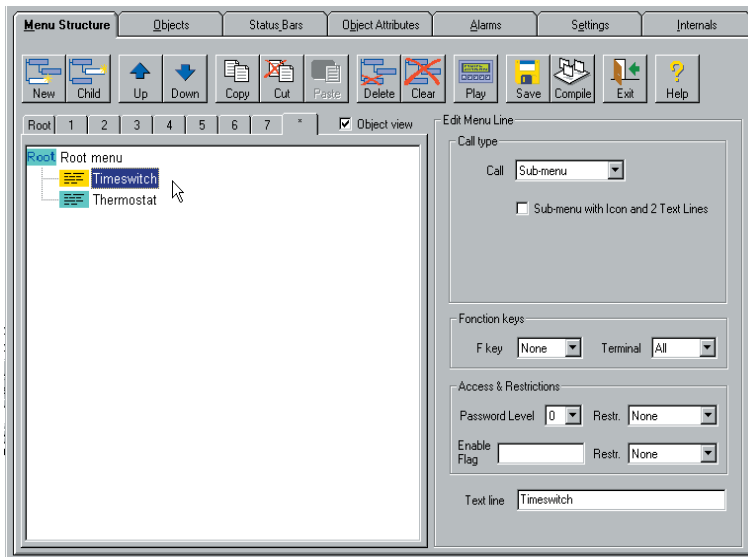 Menu Structure Objects Status Bars Object Attributes Alarms Settings Internals
New Child Up Down Copy Cut Paste Delete Clear Play Save Compile Exit Help
Root 1 2 3 4 5 6 7 * Object view
Root Root menu
Timeswitch
Thermostat
Edit Menu Line
Call type
Call Sub-menu
Sub-menu with Icon and 2 Text Lines
Fonction keys
F key None Terminal All
Access & Restrictions
Password Level 0 Restr. None
Enable Flag Restr. None
Text line Timeswitch